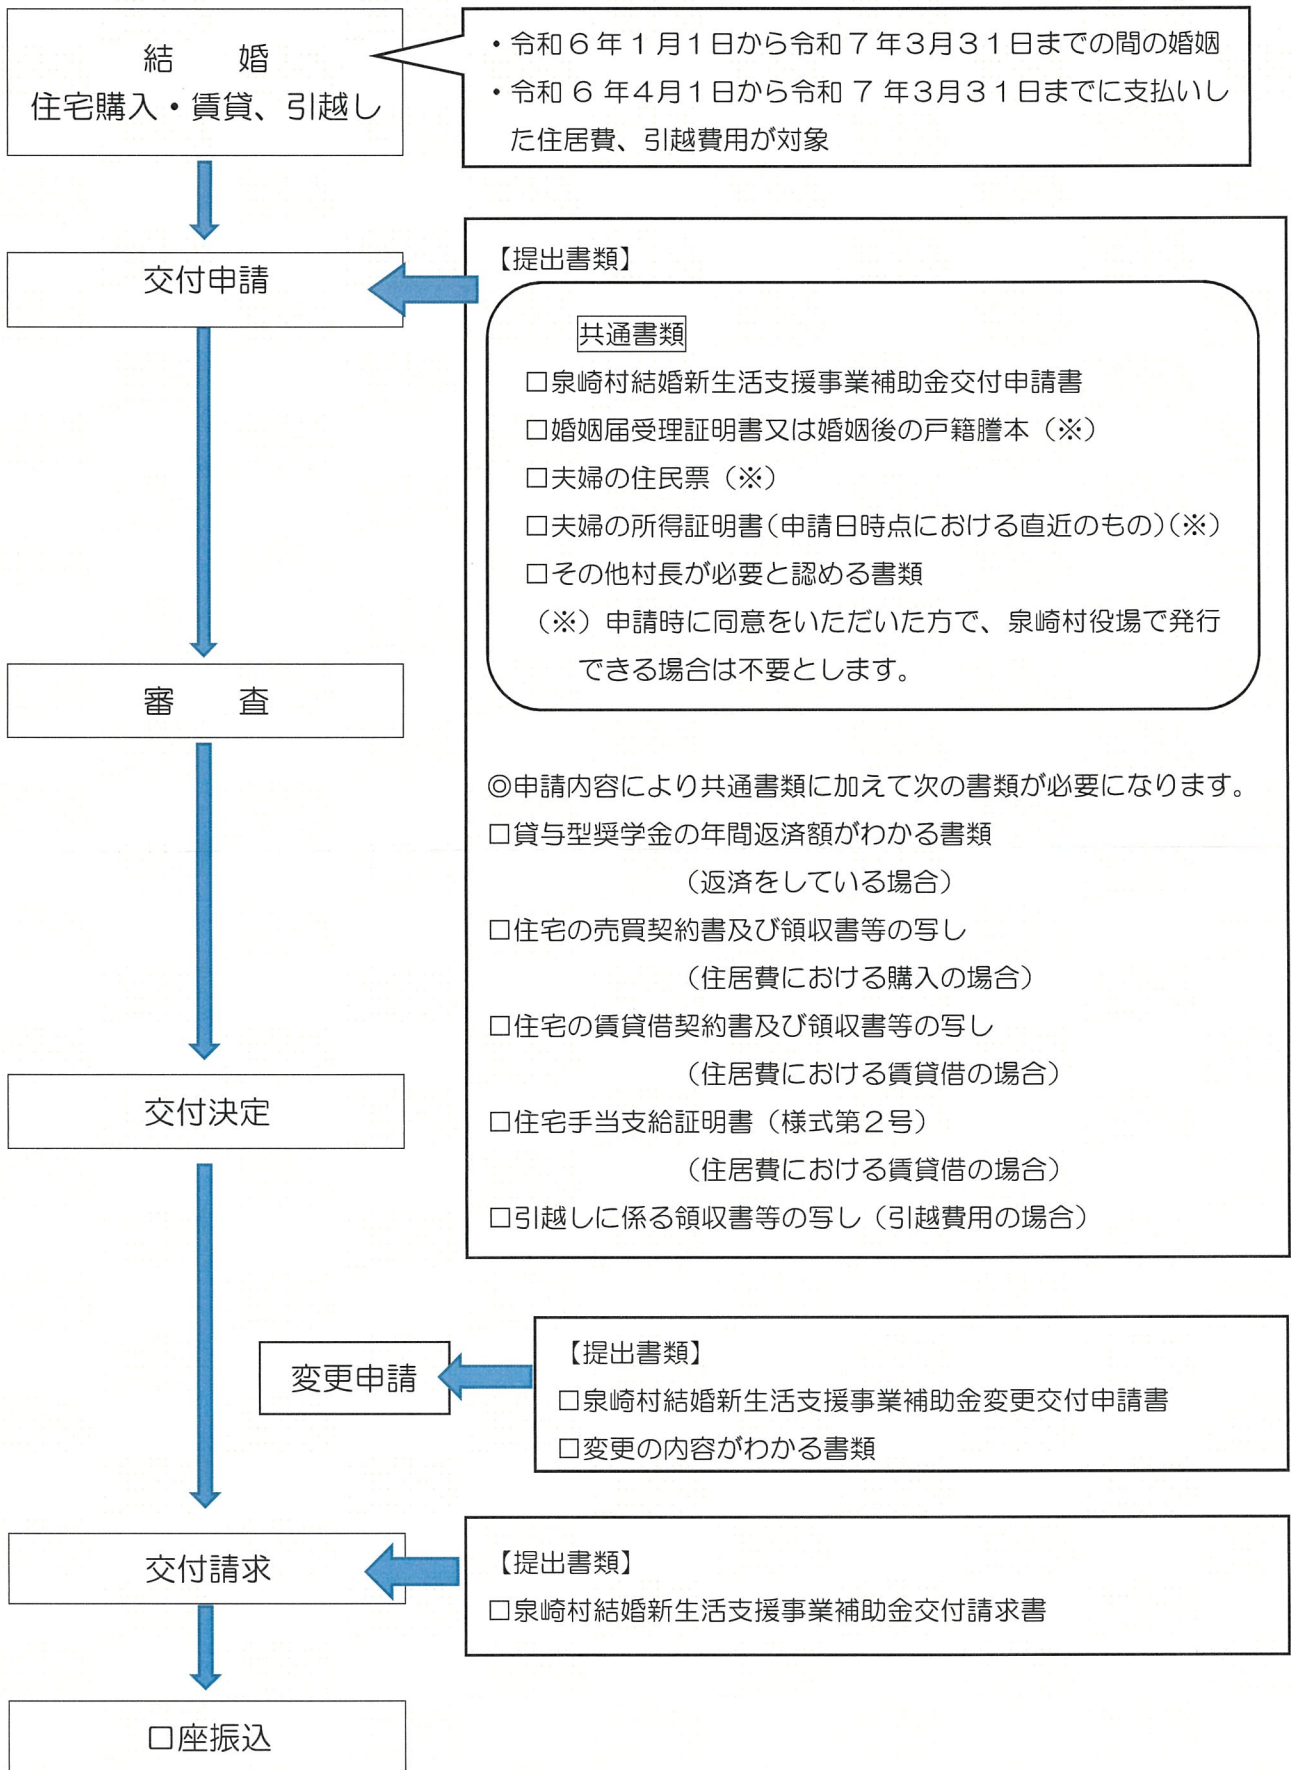 結　　婚
住宅購入・賃貸、引越し
・令和６年１月１日から令和７年３月３１日までの間の婚姻
・令和 ６ 年４月１日から令和 ７ 年３月３１日までに支払いし
た住居費、引越費用が対象
交付申請
【提出書類】
共通書類
□泉崎村結婚新生活支援事業補助金交付申請書
□婚姻届受理証明書又は婚姻後の戸籍謄本（※）
□夫婦の住民票（※）
□夫婦の所得証明書（申請日時点における直近のもの）（※）
□その他村長が必要と認める書類
（※）申請時に同意をいただいた方で、泉崎村役場で発行
できる場合は不要とします。
◎申請内容により共通書類に加えて次の書類が必要になります。
□貸与型奨学金の年間返済額がわかる書類
（返済をしている場合）
□住宅の売買契約書及び領収書等の写し
（住居費における購入の場合）
□住宅の賃貸借契約書及び領収書等の写し
（住居費における賃貸借の場合）
□住宅手当支給証明書（様式第２号）
（住居費における賃貸借の場合）
□引越しに係る領収書等の写し（引越費用の場合）
審　　査
交付決定
変更申請
【提出書類】
□泉崎村結婚新生活支援事業補助金変更交付申請書
□変更の内容がわかる書類
交付請求
【提出書類】
□泉崎村結婚新生活支援事業補助金交付請求書
口座振込